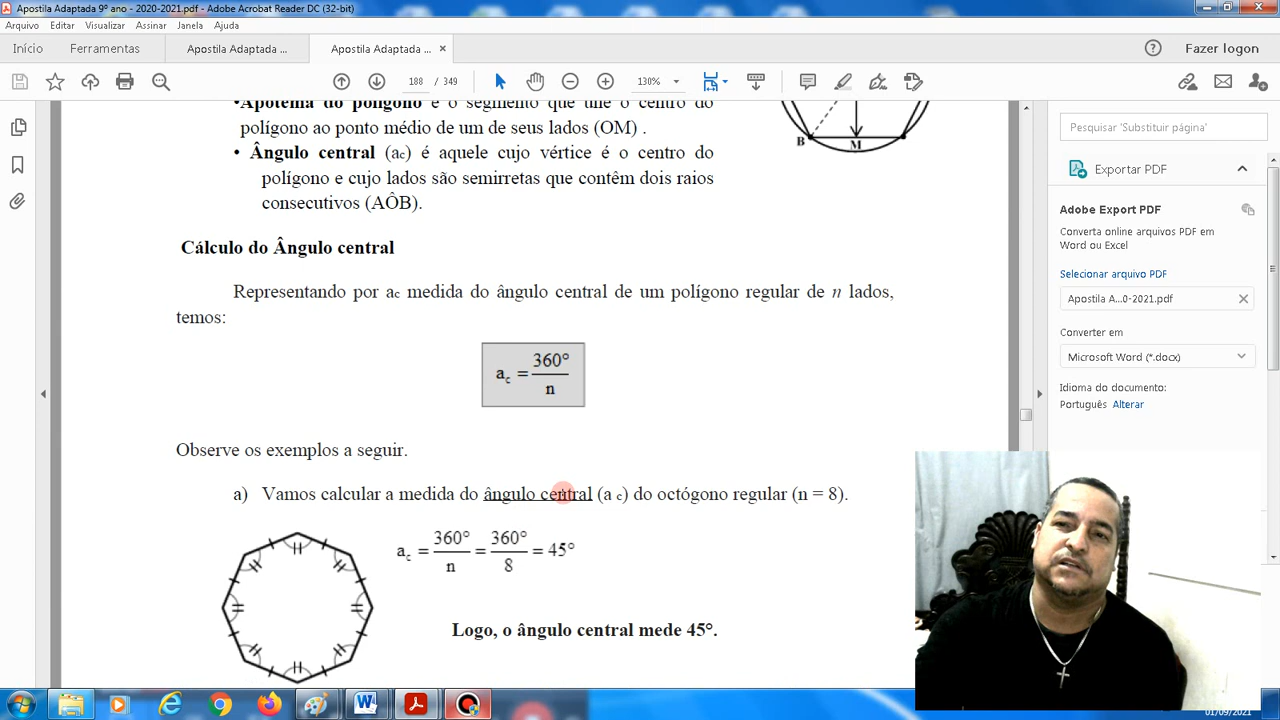 Apostila Adaptada 9º ano - 2020-2021.pdf - Adobe Acrobat Reader DC (32-bit)
Arquivo Editar Visualizar Assinar Janela Ajuda
Início Ferramentas Apostila Adaptada ... Apostila Adaptada ... × Fazer logon
188 / 349 130%
•Apótema do polígono é o segmento que une o centro do
polígono ao ponto médio de um de seus lados (OM) .
• Ângulo central (ac) é aquele cujo vértice é o centro do
polígono e cujo lados são semirretas que contêm dois raios
consecutivos (AÔB).
B M
Cálculo do Ângulo central
Representando por ac medida do ângulo central de um polígono regular de n lados,
temos:
ac = 360° / n
Observe os exemplos a seguir.
a) Vamos calcular a medida do ângulo central (a c) do octógono regular (n = 8).
ac = 360° / n = 360° / 8 = 45°
Logo, o ângulo central mede 45°.
Pesquisar 'Substituir página'
Exportar PDF
Adobe Export PDF
Converta online arquivos PDF em
Word ou Excel
Selecionar arquivo PDF
Apostila A...0-2021.pdf
Converter em
Microsoft Word (*.docx)
Idioma do documento:
Português Alterar
01/09/2021